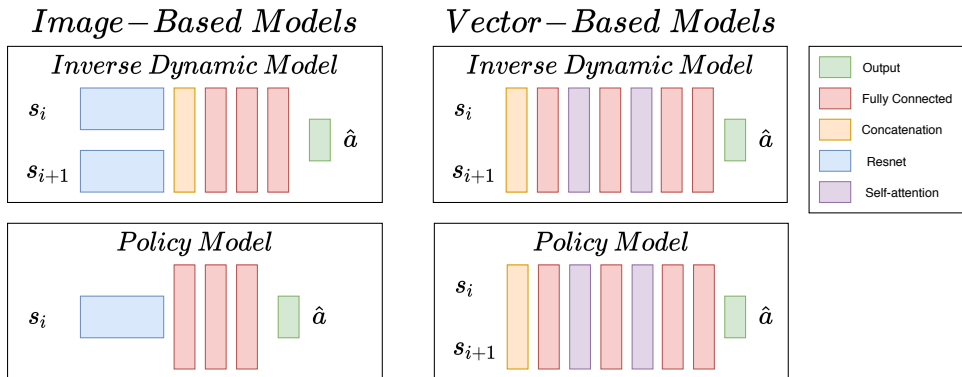 Image–Based Models
Inverse Dynamic Model
s_i
s_{i+1}
â
Policy Model
s_i
â
Vector–Based Models
Inverse Dynamic Model
s_i
s_{i+1}
â
Policy Model
s_i
s_{i+1}
â
Output
Fully Connected
Concatenation
Resnet
Self-attention